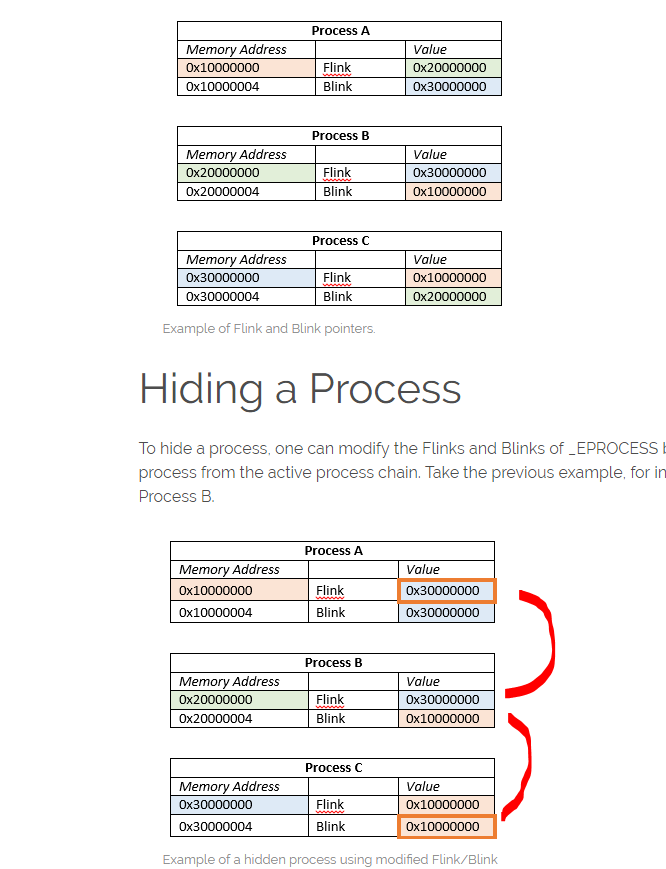 Process A
Memory Address Value
0x10000000 Flink 0x20000000
0x10000004 Blink 0x30000000
Process B
Memory Address Value
0x20000000 Flink 0x30000000
0x20000004 Blink 0x10000000
Process C
Memory Address Value
0x30000000 Flink 0x10000000
0x30000004 Blink 0x20000000
Example of Flink and Blink pointers.
Hiding a Process
To hide a process, one can modify the Flinks and Blinks of _EPROCESS
process from the active process chain. Take the previous example, for in
Process B.
Process A
Memory Address Value
0x10000000 Flink 0x30000000
0x10000004 Blink 0x30000000
Process B
Memory Address Value
0x20000000 Flink 0x30000000
0x20000004 Blink 0x10000000
Process C
Memory Address Value
0x30000000 Flink 0x10000000
0x30000004 Blink 0x10000000
Example of a hidden process using modified Flink/Blink